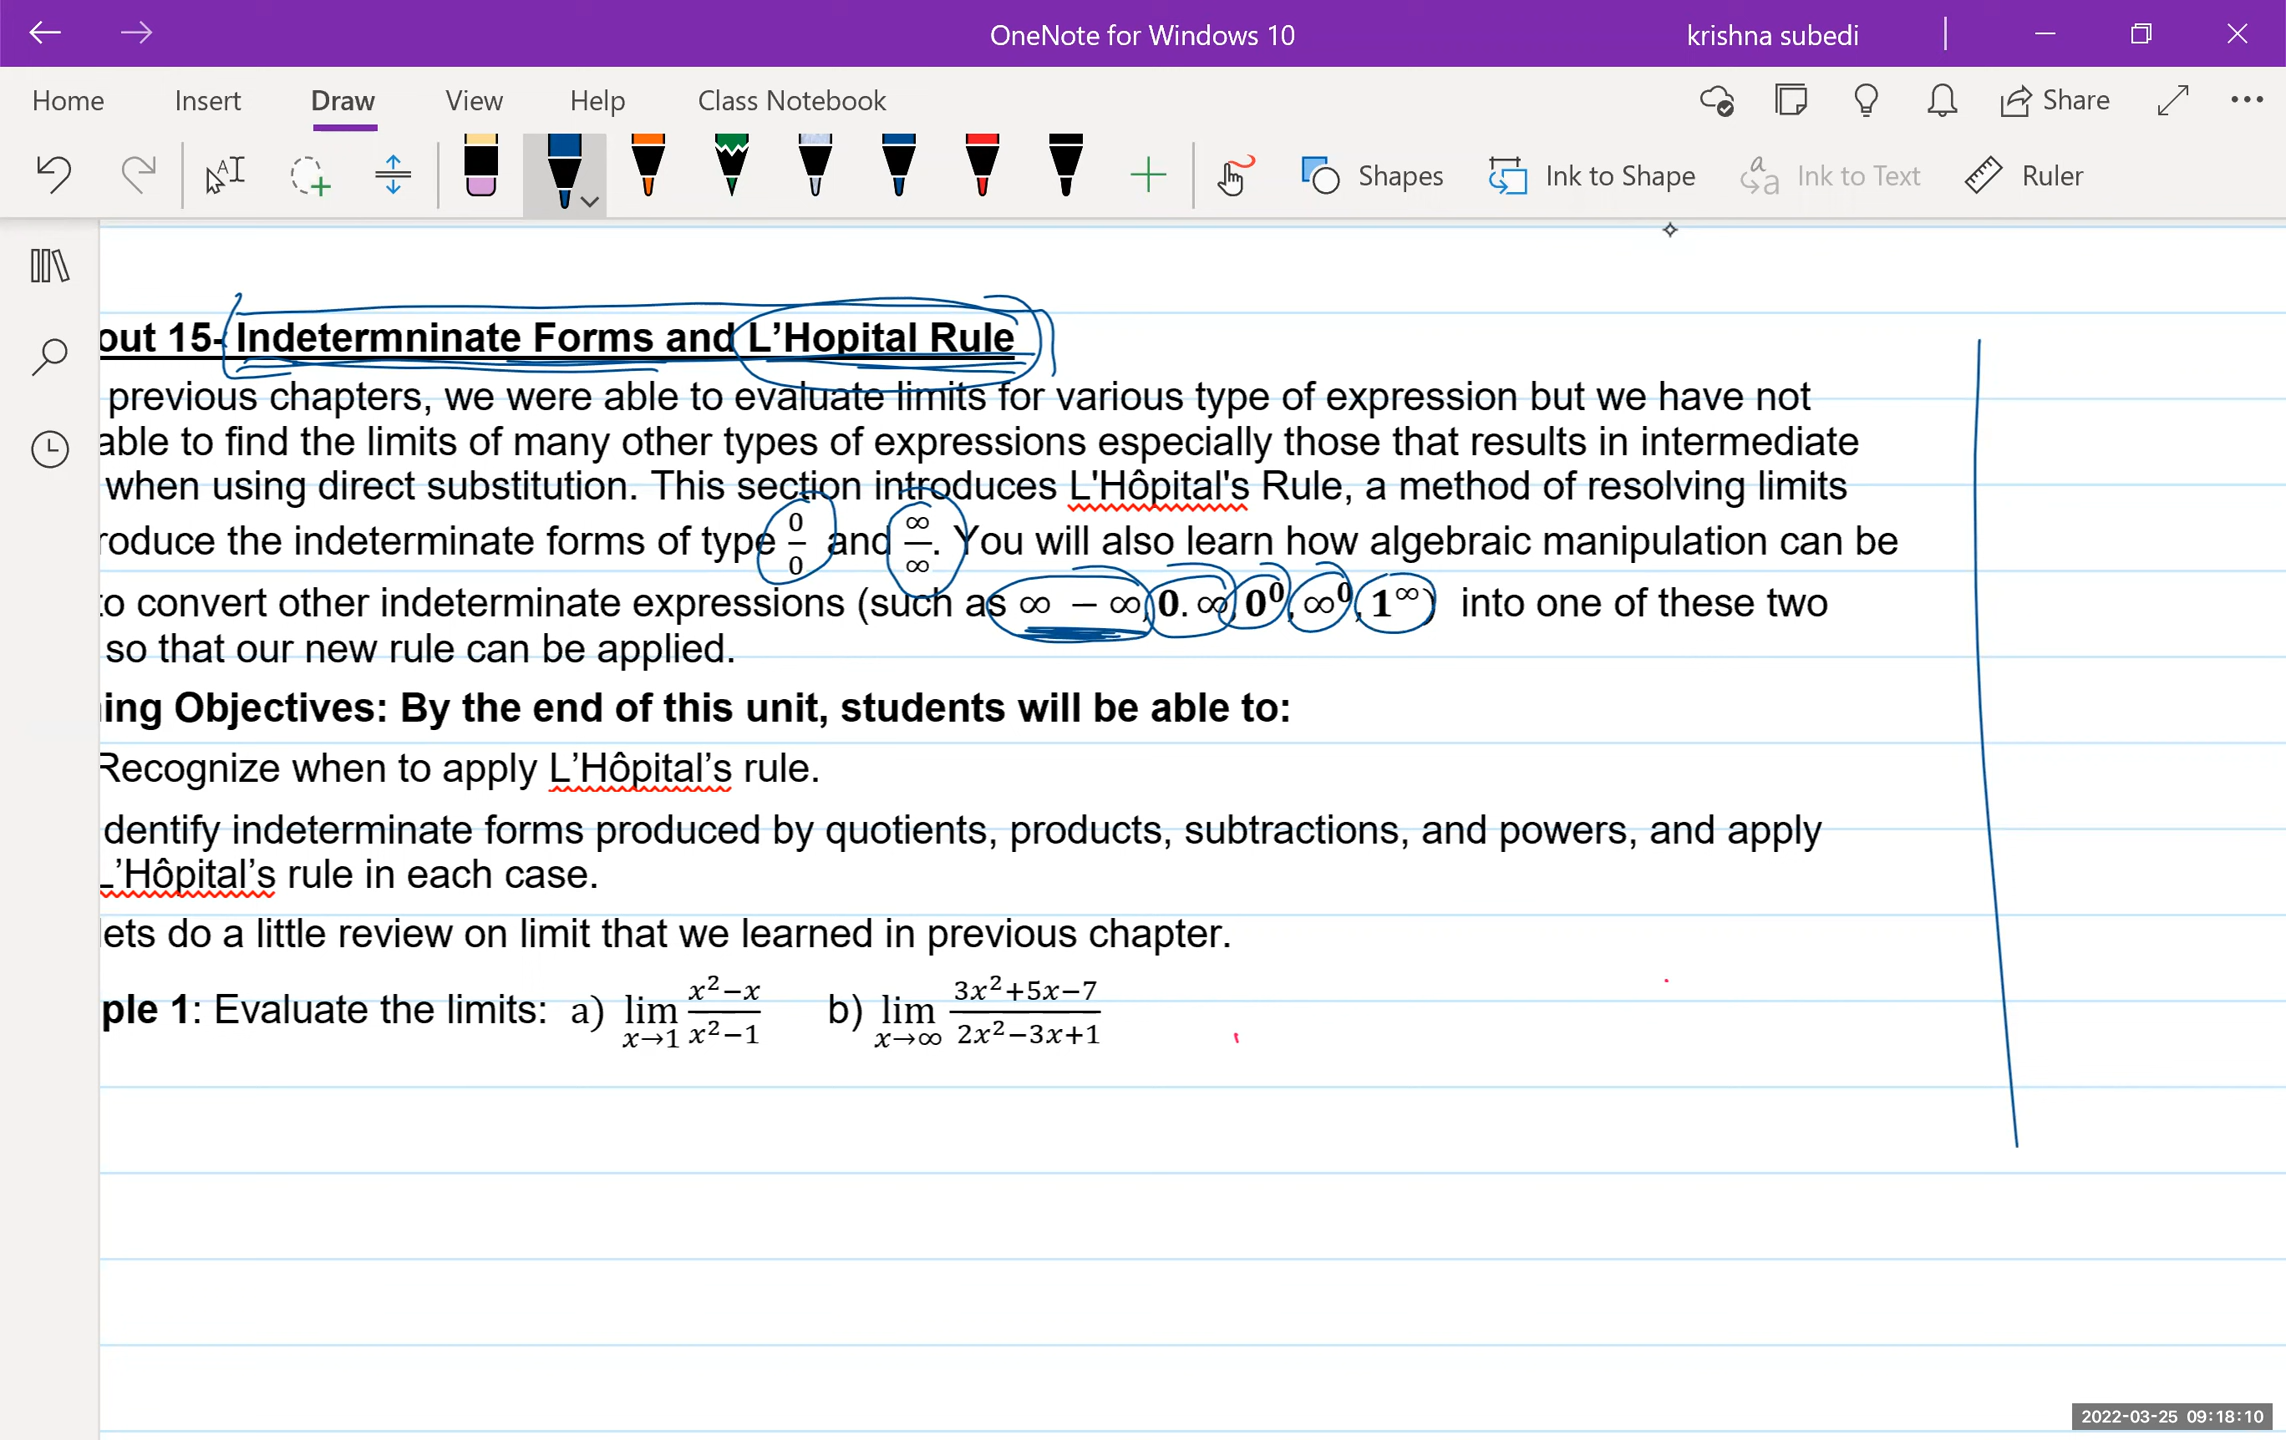 OneNote for Windows 10
krishna subedi
Home Insert Draw View Help Class Notebook Share
Shapes Ink to Shape Ink to Text Ruler
out 15- Indetermninate Forms and L’Hopital Rule
previous chapters, we were able to evaluate limits for various type of expression but we have not
able to find the limits of many other types of expressions especially those that results in intermediate
when using direct substitution. This section introduces L'Hôpital's Rule, a method of resolving limits
roduce the indeterminate forms of type 0/0 and ∞/∞. You will also learn how algebraic manipulation can be
to convert other indeterminate expressions (such as ∞ − ∞, 0. ∞, 0⁰, ∞⁰, 1^∞) into one of these two
so that our new rule can be applied.
ing Objectives: By the end of this unit, students will be able to:
Recognize when to apply L’Hôpital’s rule.
dentify indeterminate forms produced by quotients, products, subtractions, and powers, and apply
L’Hôpital’s rule in each case.
lets do a little review on limit that we learned in previous chapter.
ple 1: Evaluate the limits: a) lim x→1 (x²−x)/(x²−1) b) lim x→∞ (3x²+5x−7)/(2x²−3x+1)
2022-03-25 09:18:10